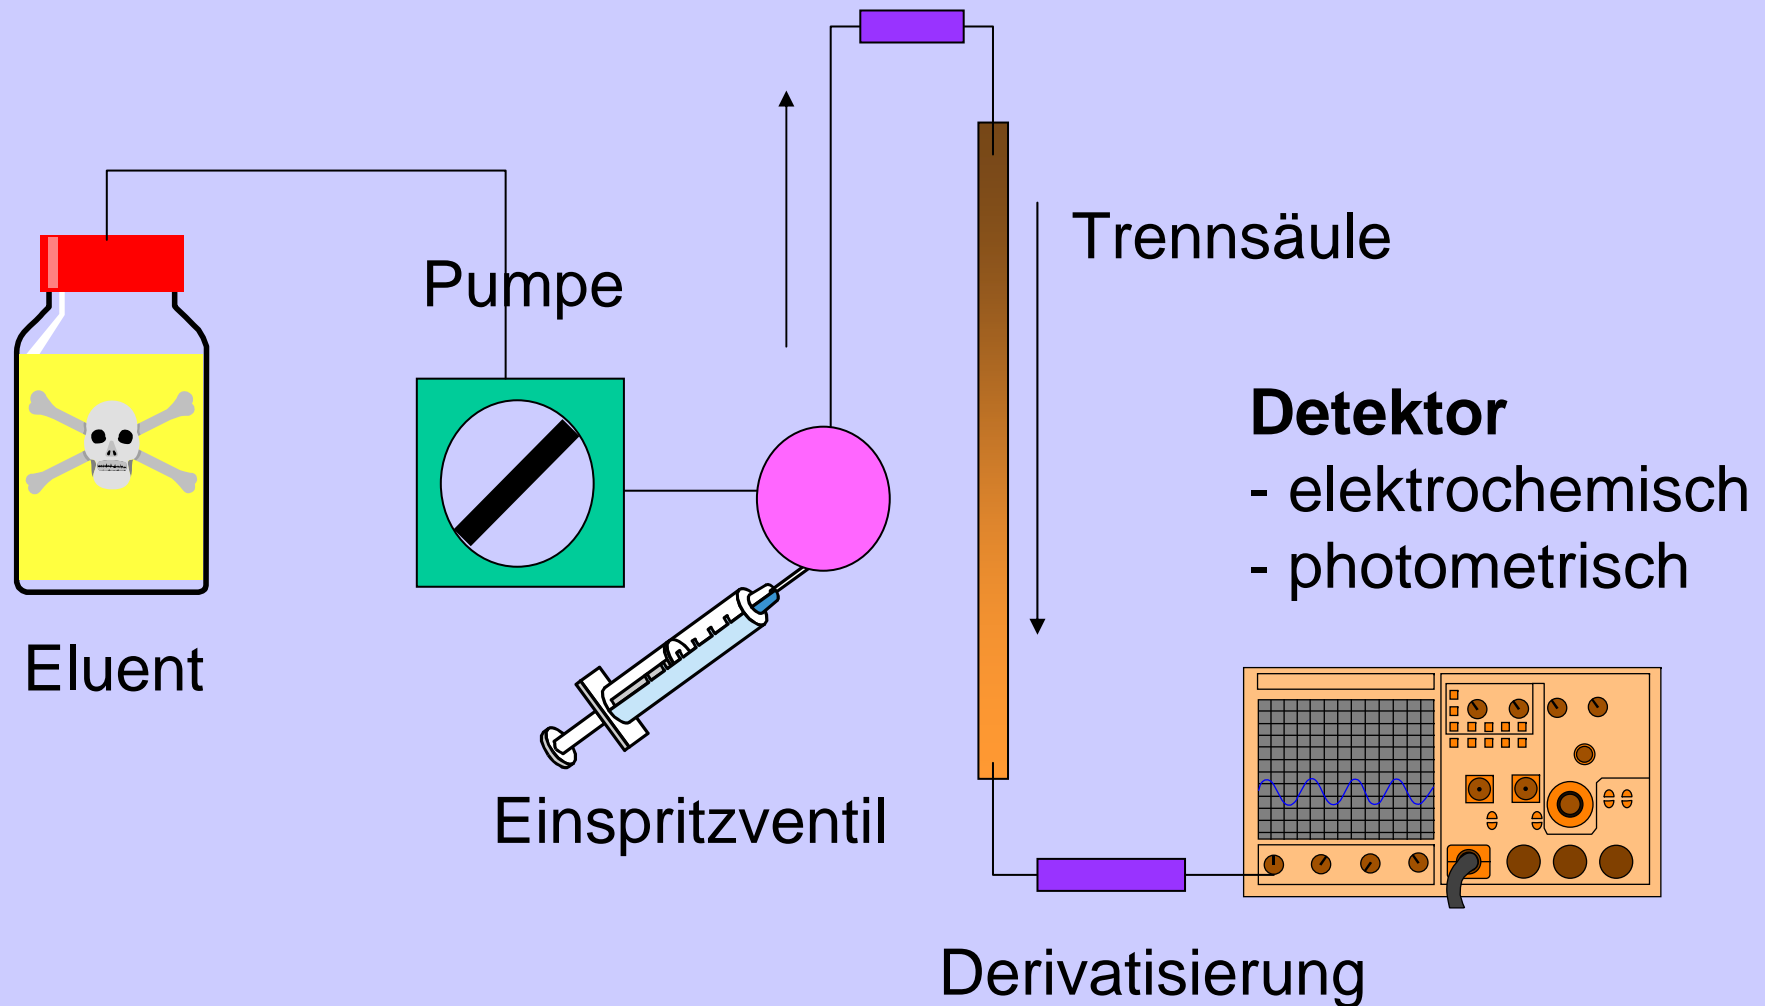 Pumpe
Trennsäule
Detektor
- elektrochemisch
- photometrisch
Eluent
Einspritzventil
Derivatisierung